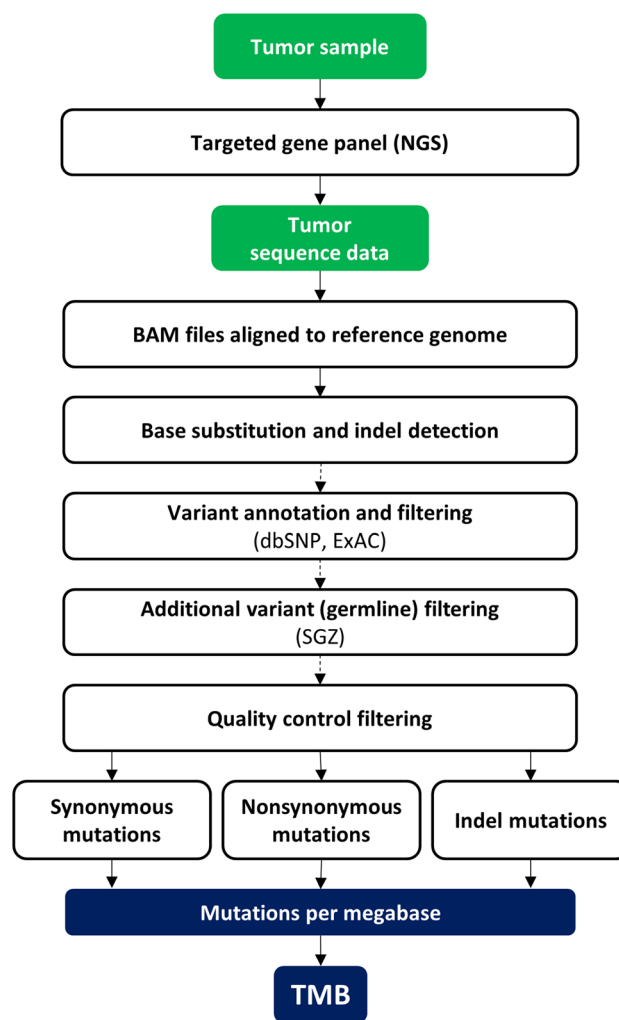 Tumor sample
Targeted gene panel (NGS)
Tumor
sequence data
BAM files aligned to reference genome
Base substitution and indel detection
Variant annotation and filtering
(dbSNP, ExAC)
Additional variant (germline) filtering
(SGZ)
Quality control filtering
Synonymous
mutations
Nonsynonymous
mutations
Indel mutations
Mutations per megabase
TMB